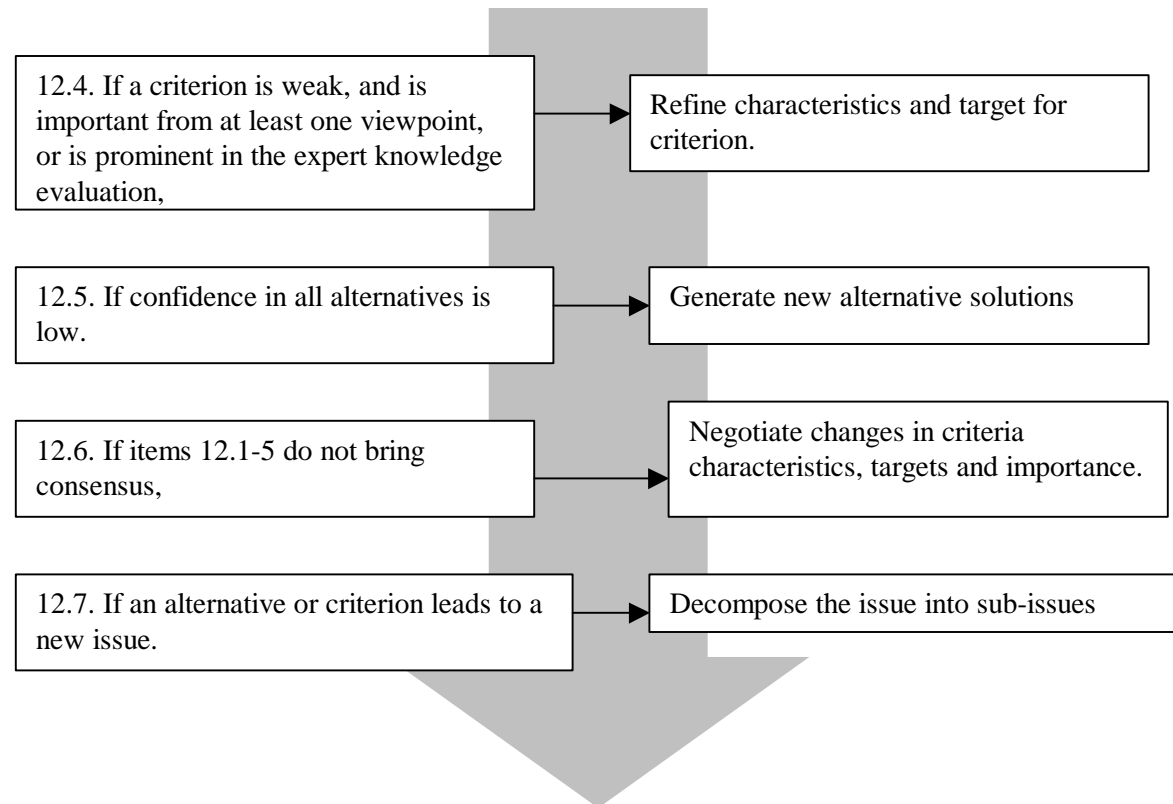 12.4. If a criterion is weak, and is
important from at least one viewpoint,
or is prominent in the expert knowledge
evaluation,
Refine characteristics and target for
criterion.
12.5. If confidence in all alternatives is
low.
Generate new alternative solutions
12.6. If items 12.1-5 do not bring
consensus,
Negotiate changes in criteria
characteristics, targets and importance.
12.7. If an alternative or criterion leads to a
new issue.
Decompose the issue into sub-issues